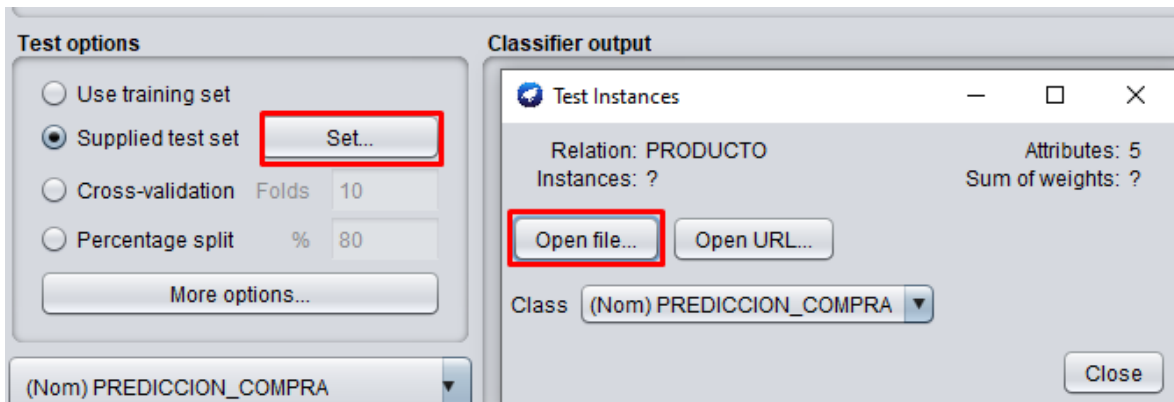 Test options
Use training set
Supplied test set Set...
Cross-validation Folds 10
Percentage split % 80
More options...
(Nom) PREDICCION_COMPRA
Classifier output
Test Instances
Relation: PRODUCTO Attributes: 5
Instances: ? Sum of weights: ?
Open file... Open URL...
Class (Nom) PREDICCION_COMPRA
Close